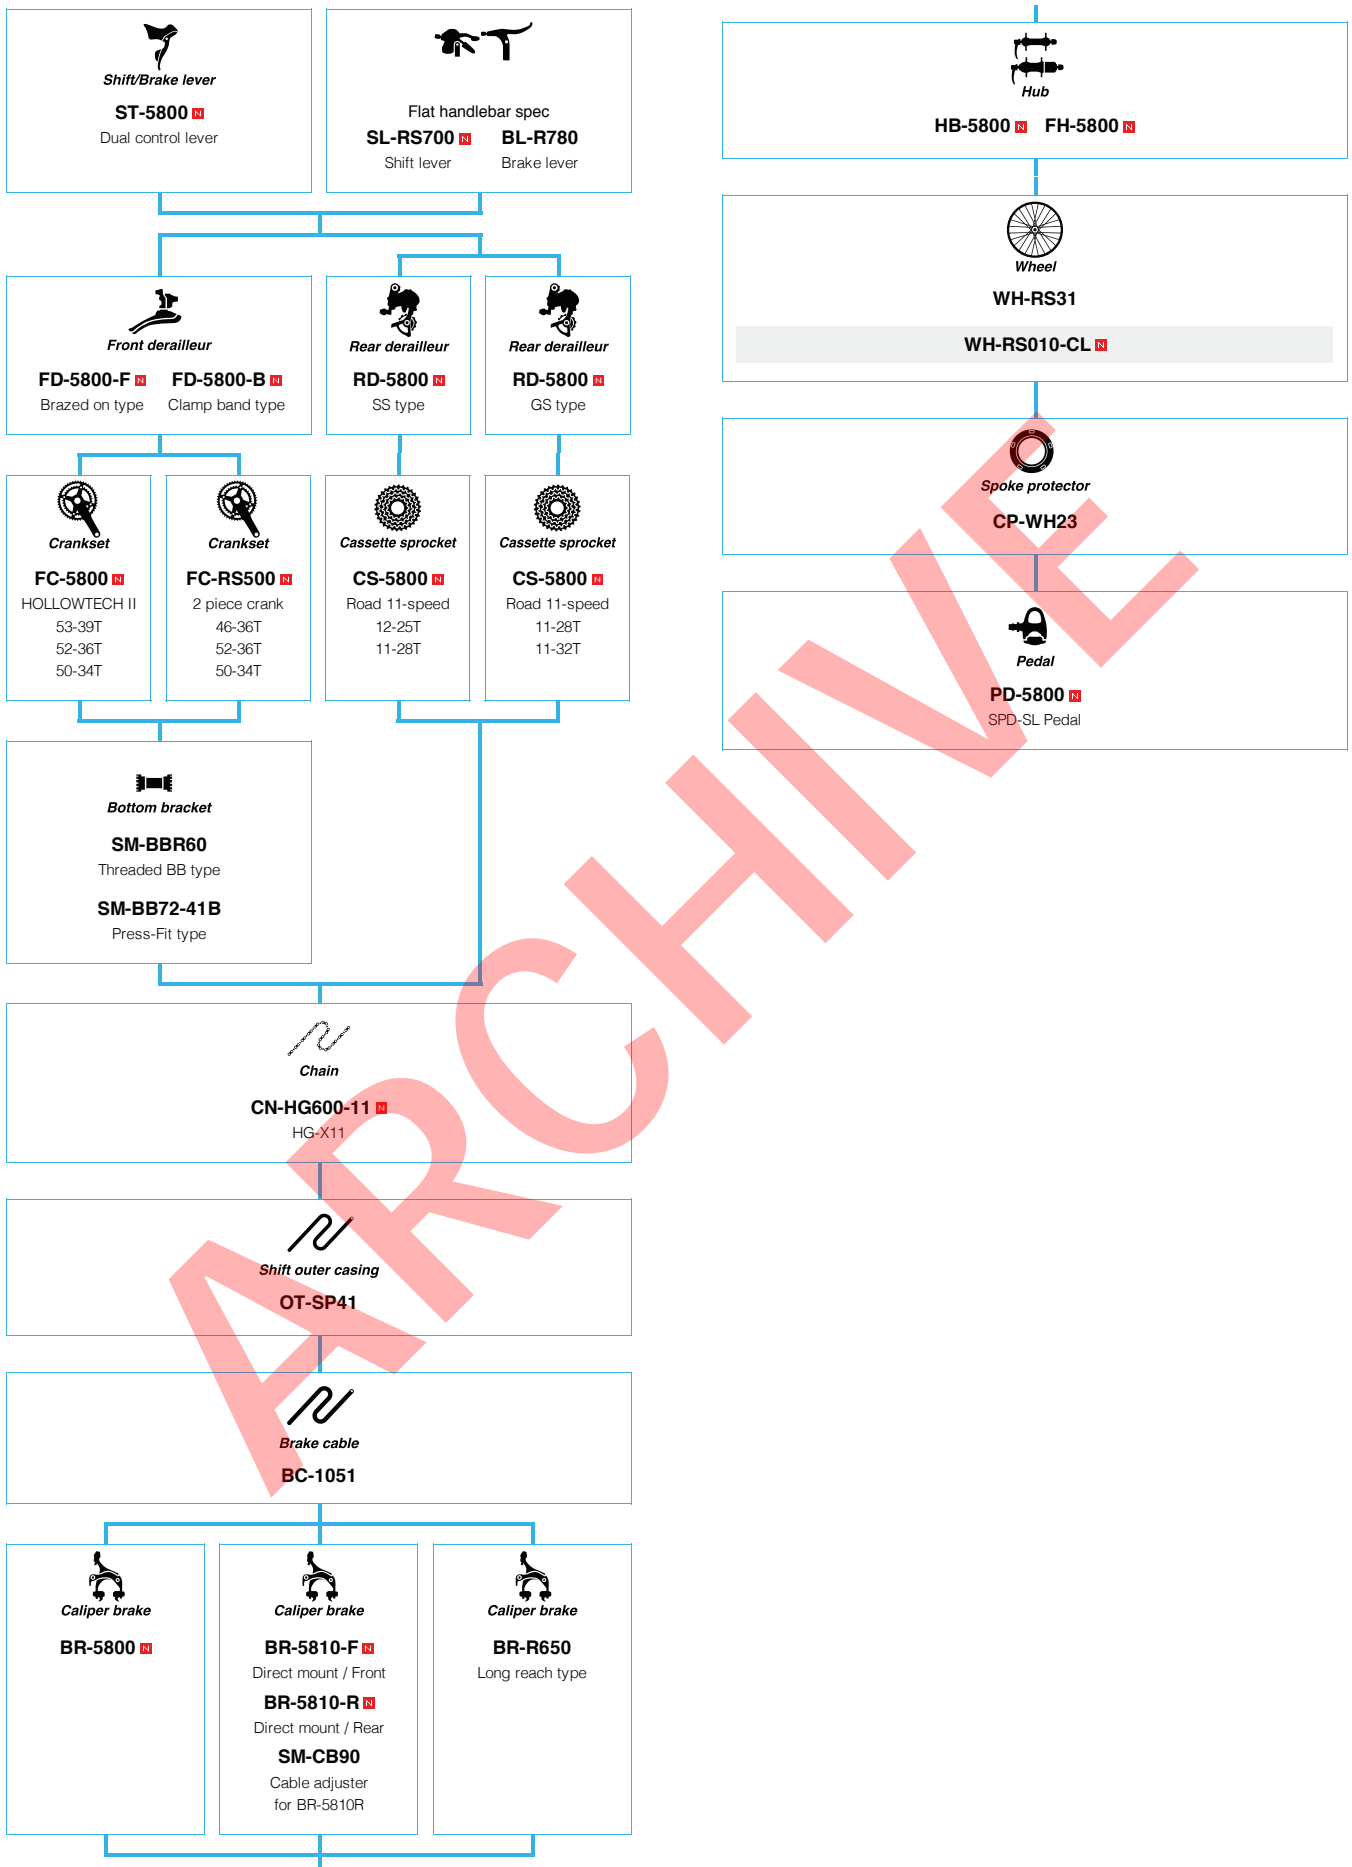 Shift/Brake lever
ST-5800 N
Dual control lever
Flat handlebar spec
SL-RS700 N BL-R780
Shift lever Brake lever
Front derailleur
FD-5800-F N FD-5800-B N
Brazed on type Clamp band type
Rear derailleur
RD-5800 N
SS type
Rear derailleur
RD-5800 N
GS type
Crankset
FC-5800 N
HOLLOWTECH II
53-39T
52-36T
50-34T
Crankset
FC-RS500 N
2 piece crank
46-36T
52-36T
50-34T
Cassette sprocket
CS-5800 N
Road 11-speed
12-25T
11-28T
Cassette sprocket
CS-5800 N
Road 11-speed
11-28T
11-32T
Bottom bracket
SM-BBR60
Threaded BB type
SM-BB72-41B
Press-Fit type
Chain
CN-HG600-11 N
HG-X11
Shift outer casing
OT-SP41
Brake cable
BC-1051
Caliper brake
BR-5800 N
Caliper brake
BR-5810-F N
Direct mount / Front
BR-5810-R N
Direct mount / Rear
SM-CB90
Cable adjuster
for BR-5810R
Caliper brake
BR-R650
Long reach type
Hub
HB-5800 N FH-5800 N
Wheel
WH-RS31
WH-RS010-CL N
Spoke protector
CP-WH23
Pedal
PD-5800 N
SPD-SL Pedal
ARCHIVE